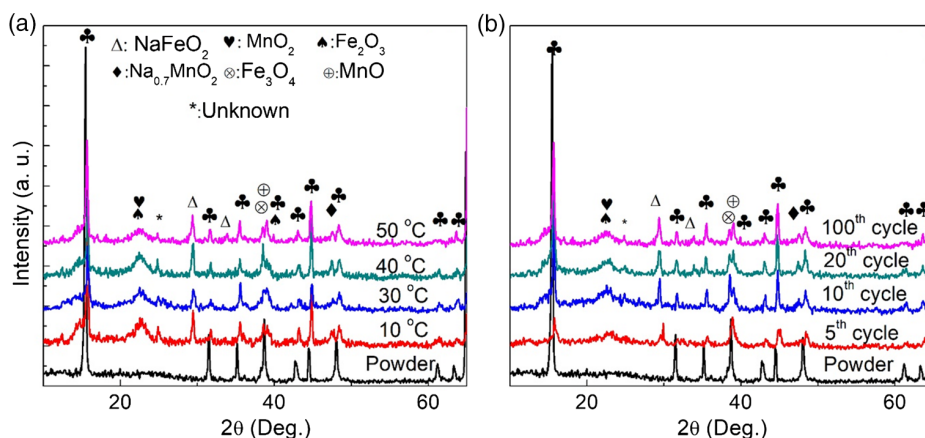 (a)
Δ: NaFeO₂ ♥: MnO₂ ♠:Fe₂O₃
♦:Na₀.₇MnO₂ ⊗:Fe₃O₄ ⊕:MnO
*:Unknown
♣
♥
♠
*
Δ
♣
Δ
♣
⊕
⊗
♣
♠
♣
♣
♦
♣
♣
♣
50 °C
40 °C
30 °C
10 °C
Powder
Intensity (a. u.)
20 40 60
2θ (Deg.)
(b)
♣
♥
♠
*
Δ
♣
Δ
♣
⊕
⊗
♣
♣
♣
♦
♣
♣
♣
100th cycle
20th cycle
10th cycle
5th cycle
Powder
20 40 60
2θ (Deg.)